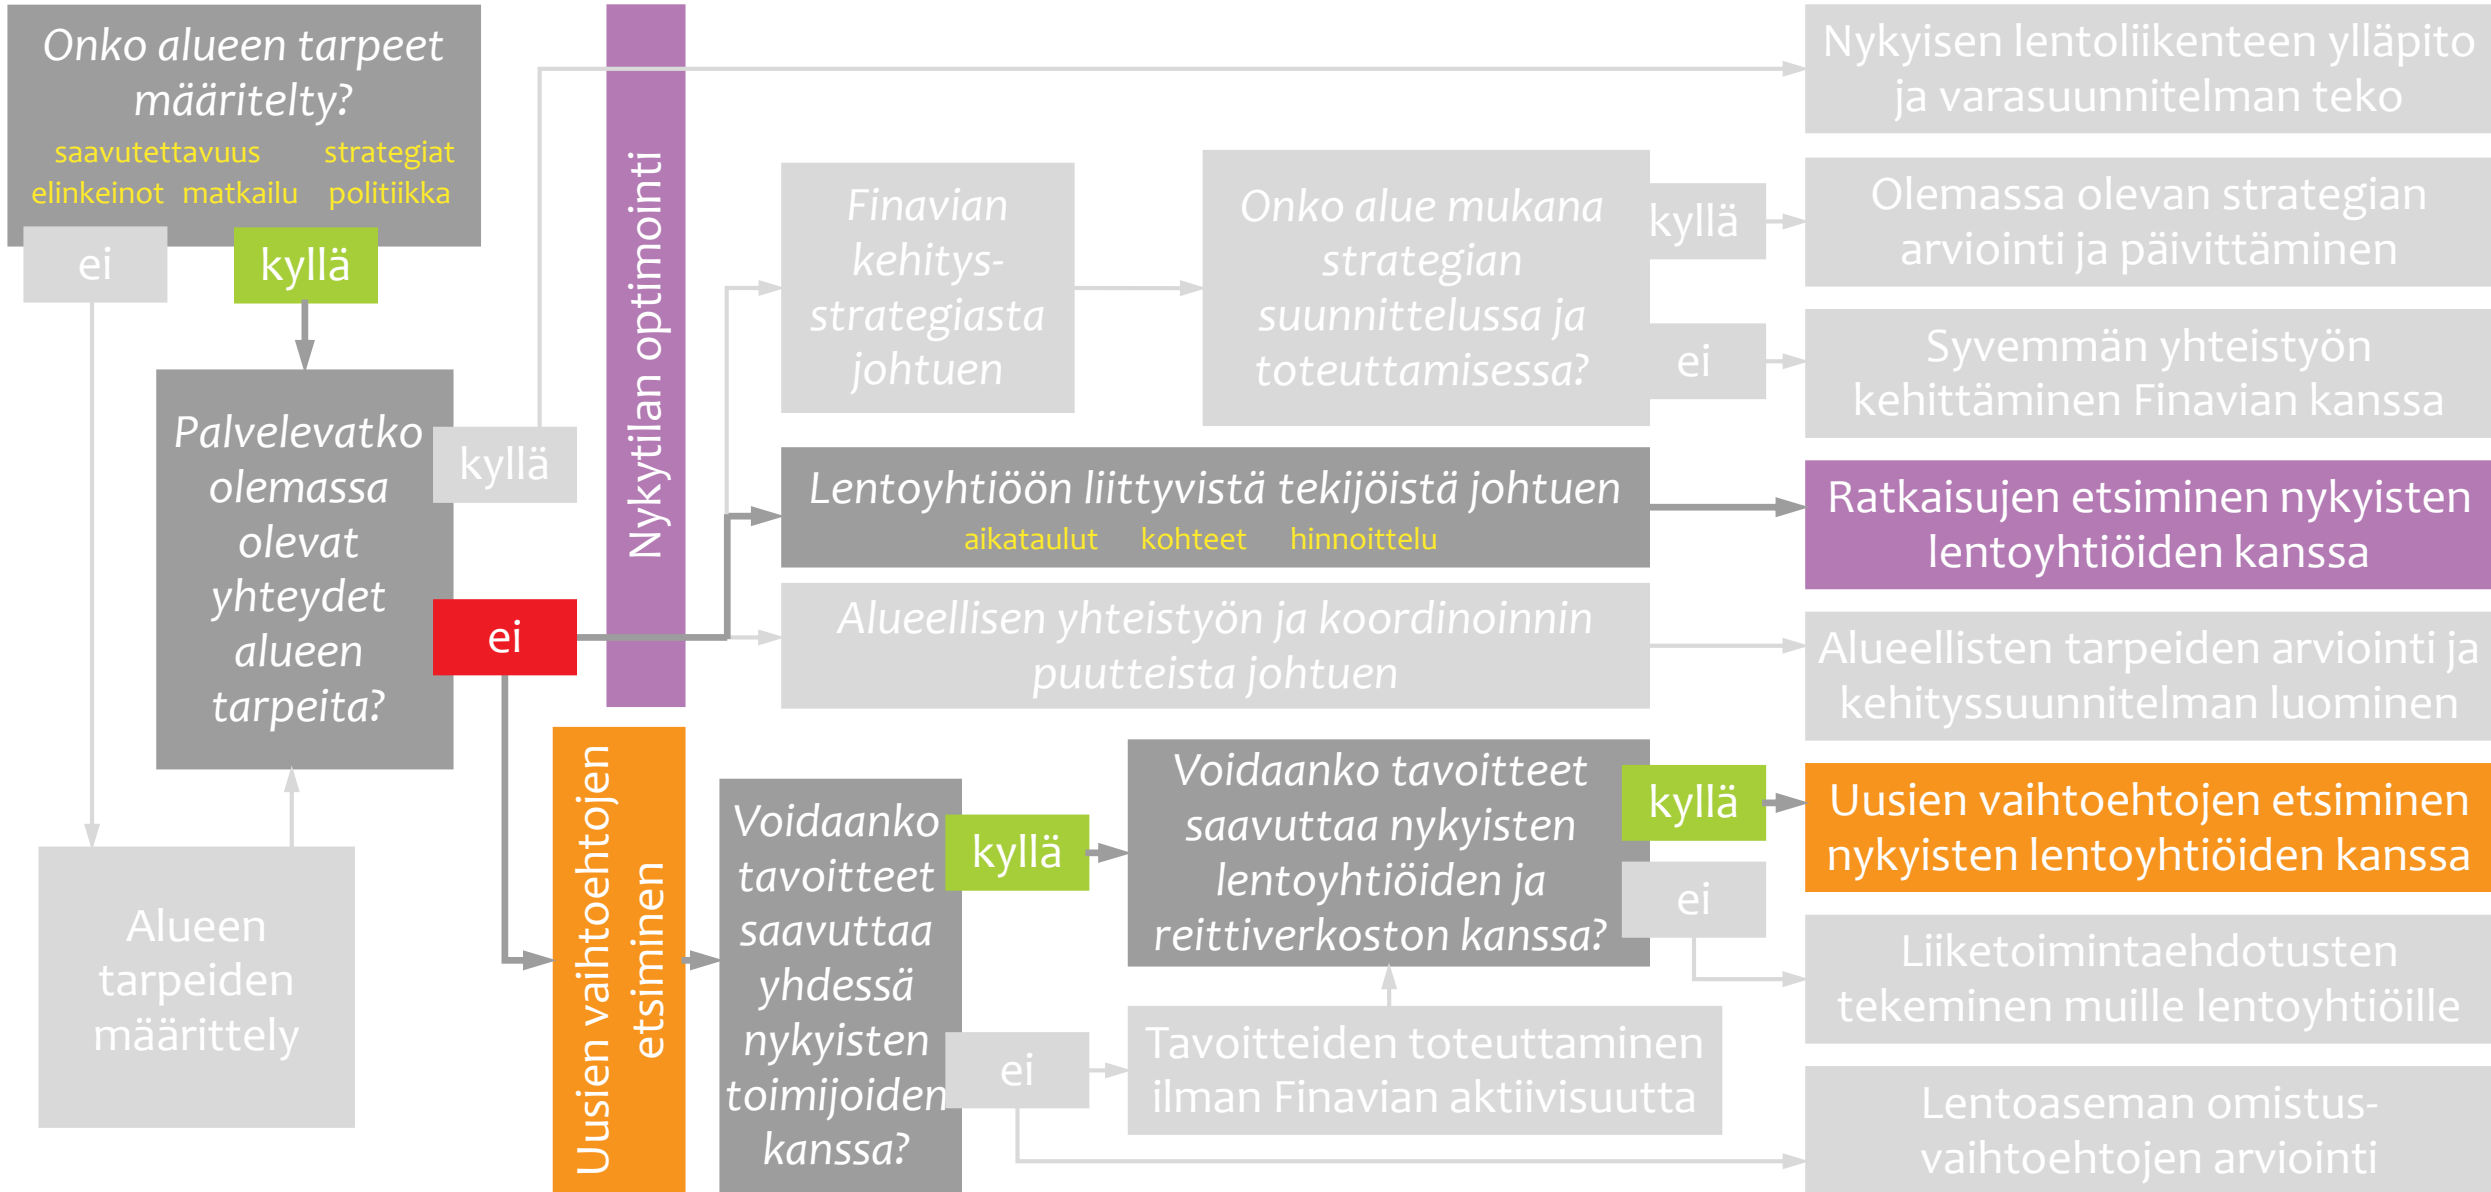 Onko alueen tarpeet
määritelty?
saavutettavuus strategiat
elinkeinot matkailu politiikka
ei
kyllä
Palvelevatko
olemassa
olevat
yhteydet
alueen
tarpeita?
kyllä
ei
Alueen
tarpeiden
määrittely
Nykytilan optimointi
Finavian
kehitys-
strategiasta
johtuen
Onko alue mukana
strategian
suunnittelussa ja
toteuttamisessa?
kyllä
ei
Lentoyhtiöön liittyvistä tekijöistä johtuen
aikataulut kohteet hinnoittelu
Alueellisen yhteistyön ja koordinoinnin
puutteista johtuen
Uusien vaihtoehtojen
etsiminen
Voidaanko
tavoitteet
saavuttaa
yhdessä
nykyisten
toimijoiden
kanssa?
kyllä
ei
Voidaanko tavoitteet
saavuttaa nykyisten
lentoyhtiöiden ja
reittiverkoston kanssa?
kyllä
ei
Tavoitteiden toteuttaminen
ilman Finavian aktiivisuutta
Nykyisen lentoliikenteen ylläpito
ja varasuunnitelman teko
Olemassa olevan strategian
arviointi ja päivittäminen
Syvemmän yhteistyön
kehittäminen Finavian kanssa
Ratkaisujen etsiminen nykyisten
lentoyhtiöiden kanssa
Alueellisten tarpeiden arviointi ja
kehityssuunnitelman luominen
Uusien vaihtoehtojen etsiminen
nykyisten lentoyhtiöiden kanssa
Liiketoimintaehdotusten
tekeminen muille lentoyhtiöille
Lentoaseman omistus-
vaihtoehtojen arviointi